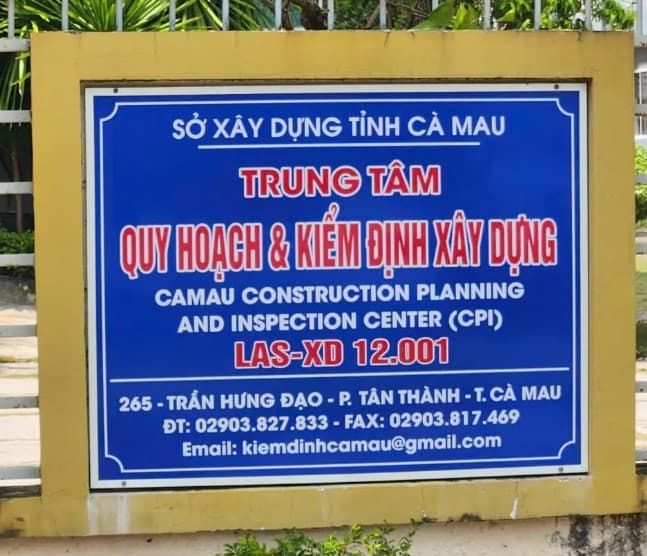 SỞ XÂY DỰNG TỈNH CÀ MAU
TRUNG TÂM
QUY HOẠCH & KIỂM ĐỊNH XÂY DỰNG
CAMAU CONSTRUCTION PLANNING
AND INSPECTION CENTER (CPI)
LAS-XD 12.001
265 - TRẦN HƯNG ĐẠO - P. TÂN THÀNH - T. CÀ MAU
ĐT: 02903.827.833 - FAX: 02903.817.469
Email: kiemdinhcamau@gmail.com